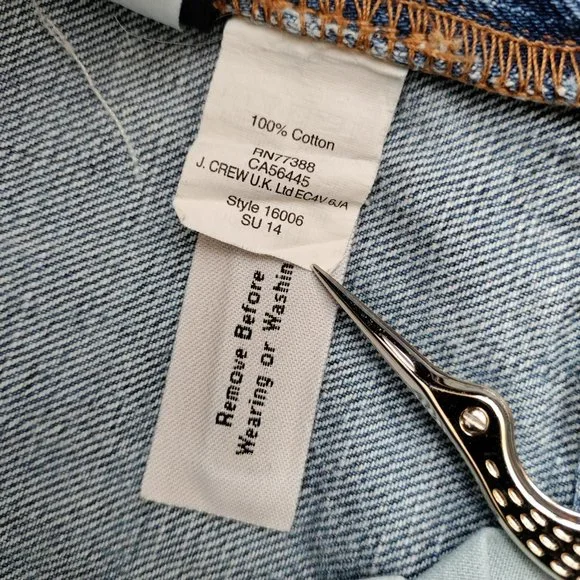 100% Cotton
RN77388
CA56445
J. CREW U.K. Ltd EC4V 6JA
Style 16006
SU 14
Remove Before
Wearing or Washin